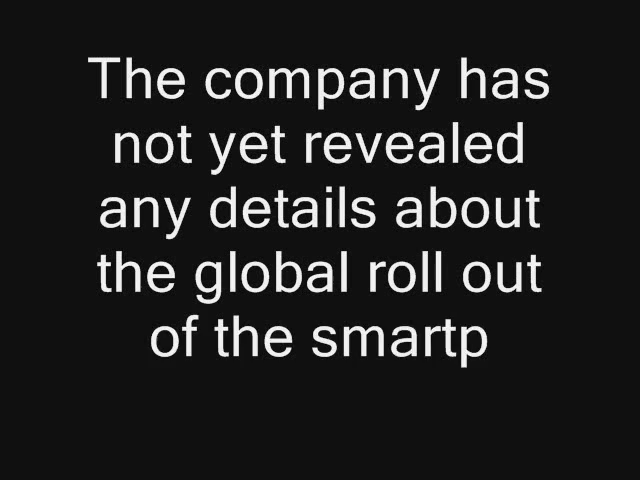 The company has
not yet revealed
any details about
the global roll out
of the smartp